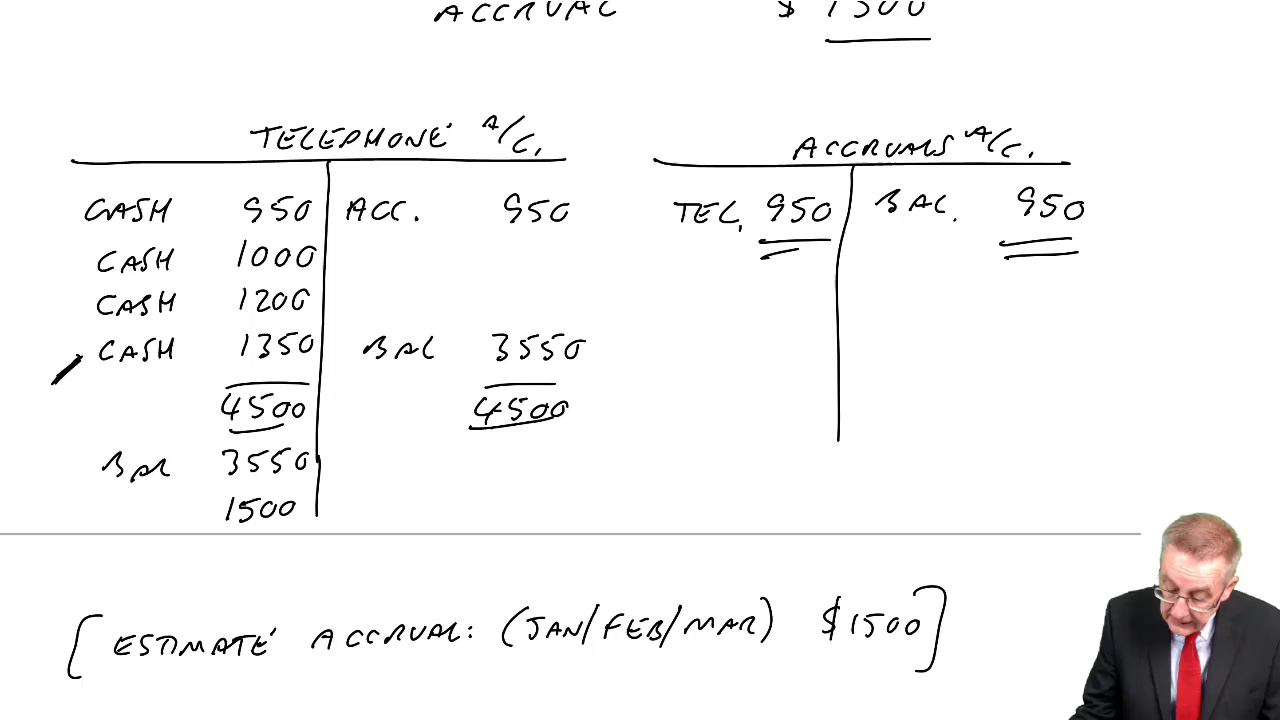 ACCRUAL $ 1500
TELEPHONE A/C.
CASH 950 ACC. 950
CASH 1000
CASH 1200
CASH 1350 BAL 3550
4500 4500
BAL 3550
1500
ACCRUALS A/C.
TEL. 950 BAL. 950
[ESTIMATE ACCRUAL: (JAN/FEB/MAR) $1500]